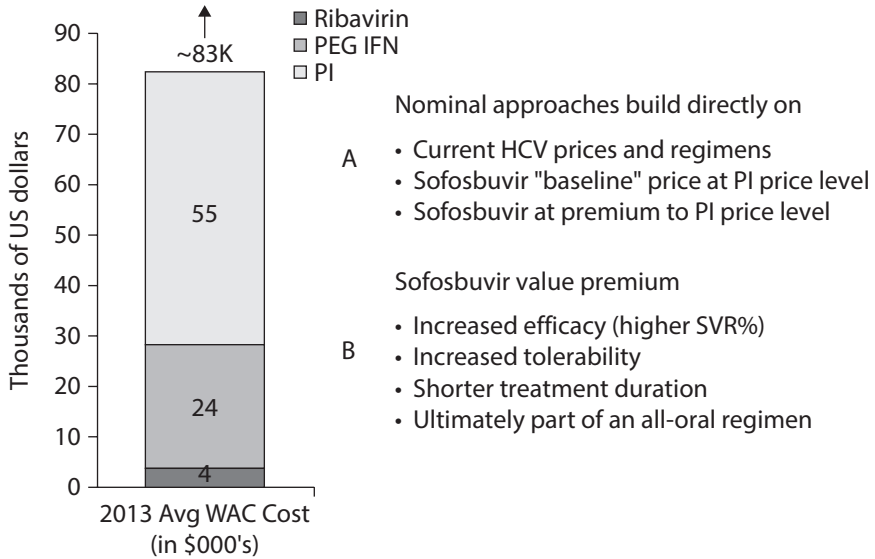 Thousands of US dollars
90
80
70
60
50
40
30
20
10
0
~83K
55
24
4
2013 Avg WAC Cost
(in $000's)
Ribavirin
PEG IFN
PI
Nominal approaches build directly on
A
• Current HCV prices and regimens
• Sofosbuvir "baseline" price at PI price level
• Sofosbuvir at premium to PI price level
Sofosbuvir value premium
B
• Increased efficacy (higher SVR%)
• Increased tolerability
• Shorter treatment duration
• Ultimately part of an all-oral regimen